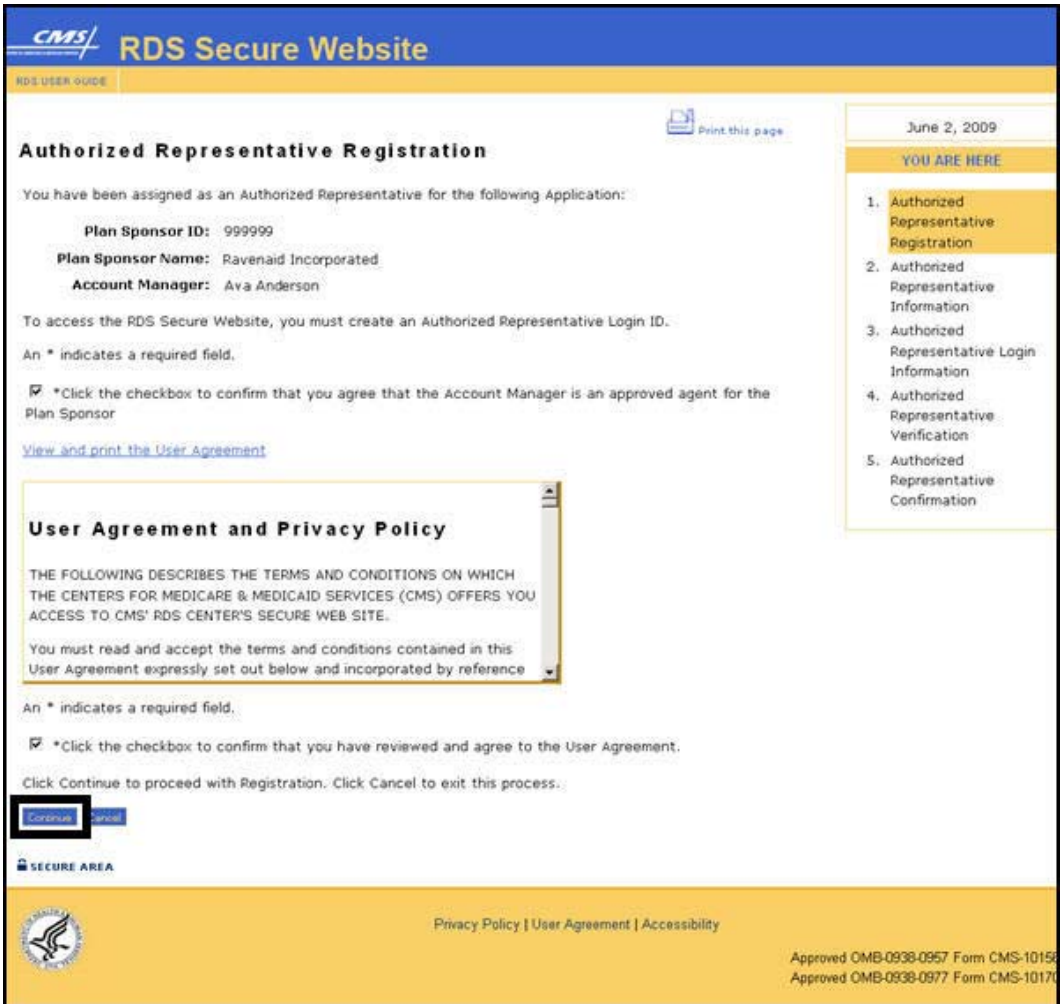 CMS/
RDS Secure Website
RDS USER GUIDE
Print this page
Authorized Representative Registration
You have been assigned as an Authorized Representative for the following Application:
Plan Sponsor ID: 999999
Plan Sponsor Name: Ravenaid Incorporated
Account Manager: Ava Anderson
To access the RDS Secure Website, you must create an Authorized Representative Login ID.
An * indicates a required field.
*Click the checkbox to confirm that you agree that the Account Manager is an approved agent for the
Plan Sponsor
View and print the User Agreement
User Agreement and Privacy Policy
THE FOLLOWING DESCRIBES THE TERMS AND CONDITIONS ON WHICH
THE CENTERS FOR MEDICARE & MEDICAID SERVICES (CMS) OFFERS YOU
ACCESS TO CMS' RDS CENTER'S SECURE WEB SITE.
You must read and accept the terms and conditions contained in this
User Agreement expressly set out below and incorporated by reference
An * indicates a required field.
*Click the checkbox to confirm that you have reviewed and agree to the User Agreement.
Click Continue to proceed with Registration. Click Cancel to exit this process.
Continue Cancel
SECURE AREA
June 2, 2009
YOU ARE HERE
1. Authorized
Representative
Registration
2. Authorized
Representative
Information
3. Authorized
Representative Login
Information
4. Authorized
Representative
Verification
5. Authorized
Representative
Confirmation
Privacy Policy | User Agreement | Accessibility
Approved OMB-0938-0957 Form CMS-10156
Approved OMB-0938-0977 Form CMS-10170